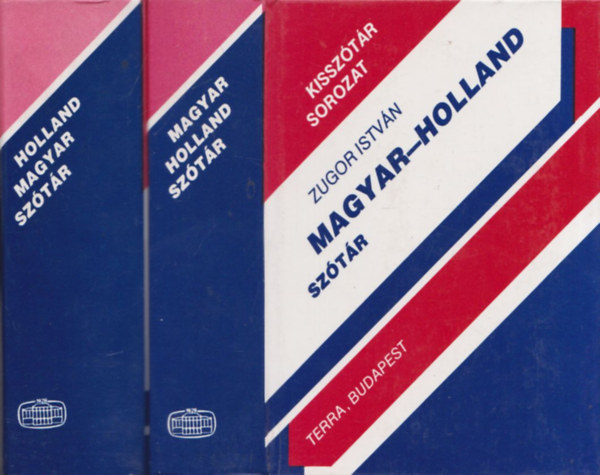 HOLLAND
MAGYAR
SZÓTÁR
MAGYAR
HOLLAND
SZÓTÁR
KISSZÓTÁR
SOROZAT
ZUGOR ISTVÁN
MAGYAR–HOLLAND
SZÓTÁR
TERRA, BUDAPEST